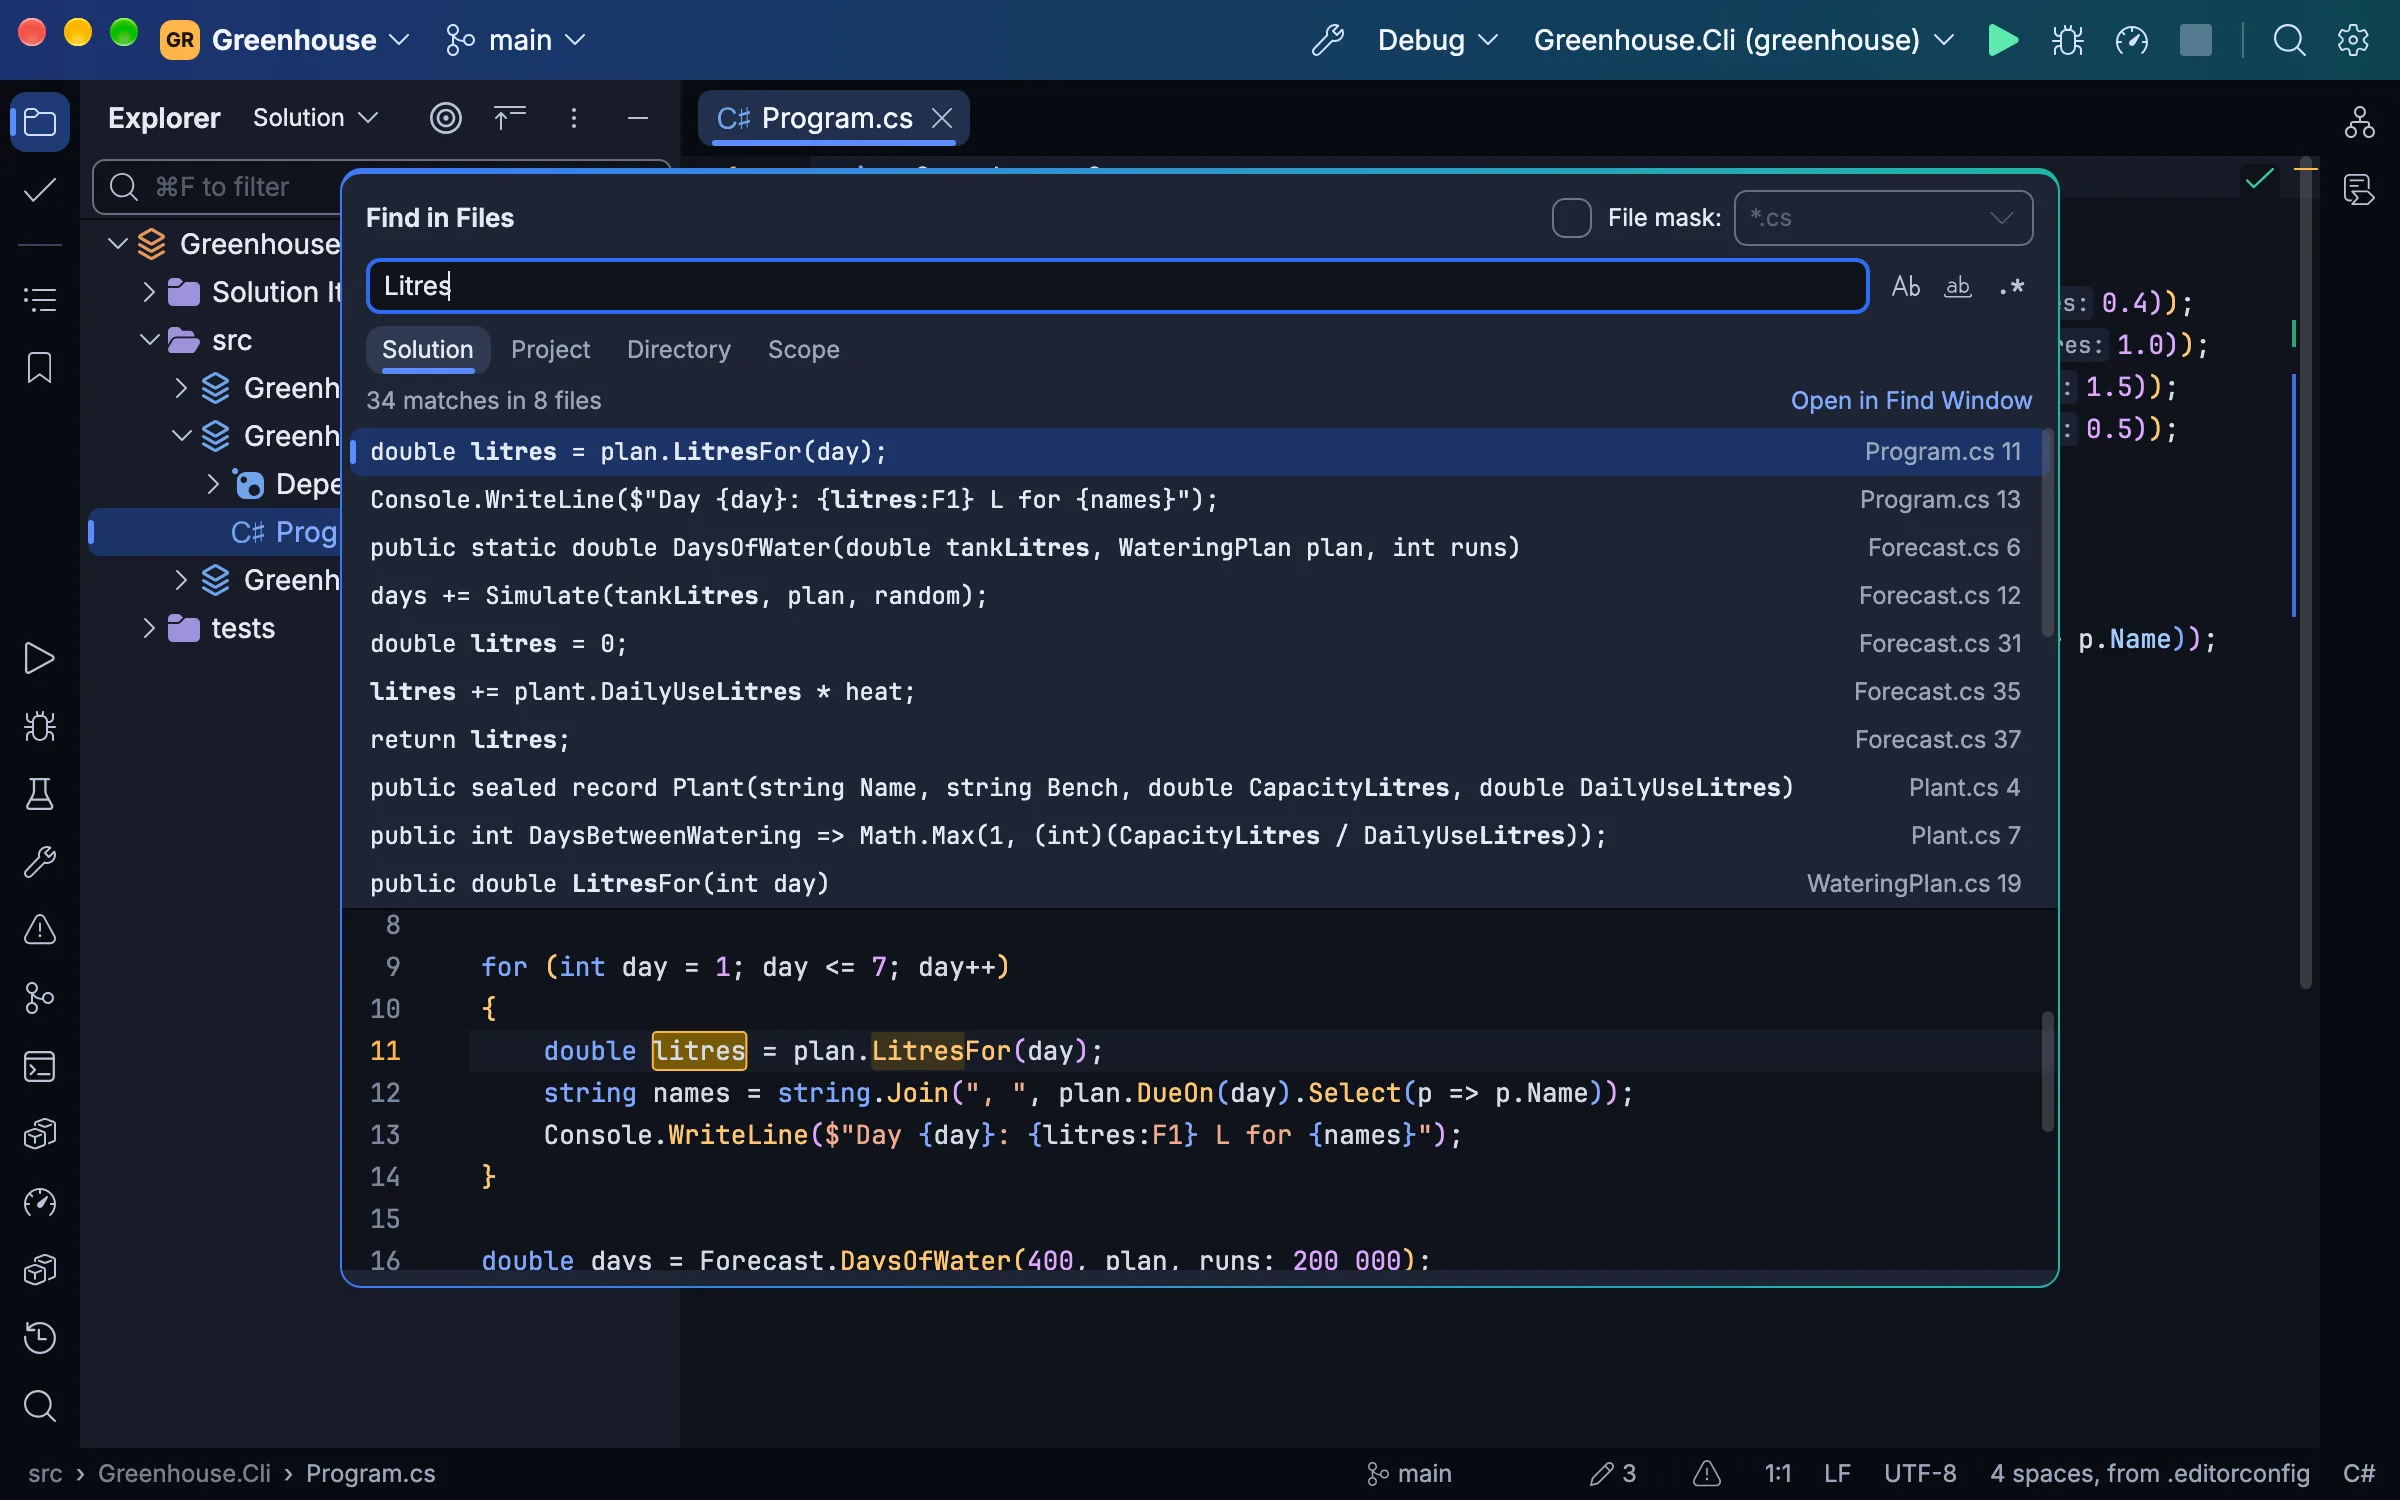 GR Greenhouse main Debug Greenhouse.Cli (greenhouse)
Explorer Solution
C# Program.cs
⌘F to filter
Greenhouse
Solution It
src
Greenh
Greenh
Depe
C# Prog
Greenh
tests
Find in Files
File mask: *.cs
Litres
Ab ab .*
Solution Project Directory Scope
34 matches in 8 files
Open in Find Window
double litres = plan.LitresFor(day); Program.cs 11
Console.WriteLine($"Day {day}: {litres:F1} L for {names}"); Program.cs 13
public static double DaysOfWater(double tankLitres, WateringPlan plan, int runs) Forecast.cs 6
days += Simulate(tankLitres, plan, random); Forecast.cs 12
double litres = 0; Forecast.cs 31
litres += plant.DailyUseLitres * heat; Forecast.cs 35
return litres; Forecast.cs 37
public sealed record Plant(string Name, string Bench, double CapacityLitres, double DailyUseLitres) Plant.cs 4
public int DaysBetweenWatering => Math.Max(1, (int)(CapacityLitres / DailyUseLitres)); Plant.cs 7
public double LitresFor(int day) WateringPlan.cs 19
8
9 for (int day = 1; day <= 7; day++)
10 {
11 double litres = plan.LitresFor(day);
12 string names = string.Join(", ", plan.DueOn(day).Select(p => p.Name));
13 Console.WriteLine($"Day {day}: {litres:F1} L for {names}");
14 }
15
16 double days = Forecast.DaysOfWater(400, plan, runs: 200_000);
s: 0.4));
res: 1.0));
: 1.5));
: 0.5));
p.Name));
src › Greenhouse.Cli › Program.cs
main 3 1:1 LF UTF-8 4 spaces, from .editorconfig C#